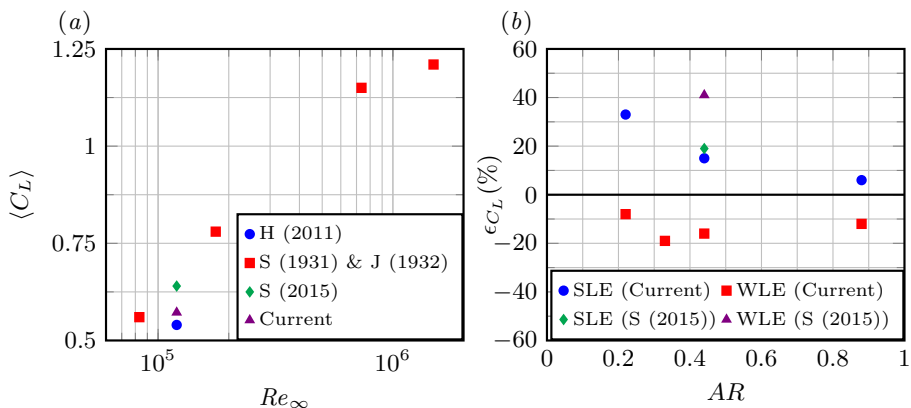 (a)
1.25
1
0.75
0.5
⟨C_L⟩
10^5
10^6
Re_∞
H (2011)
S (1931) & J (1932)
S (2015)
Current
(b)
60
40
20
0
−20
−40
−60
ϵ_{C_L}(%)
0
0.2
0.4
0.6
0.8
1
AR
SLE (Current)
WLE (Current)
SLE (S (2015))
WLE (S (2015))